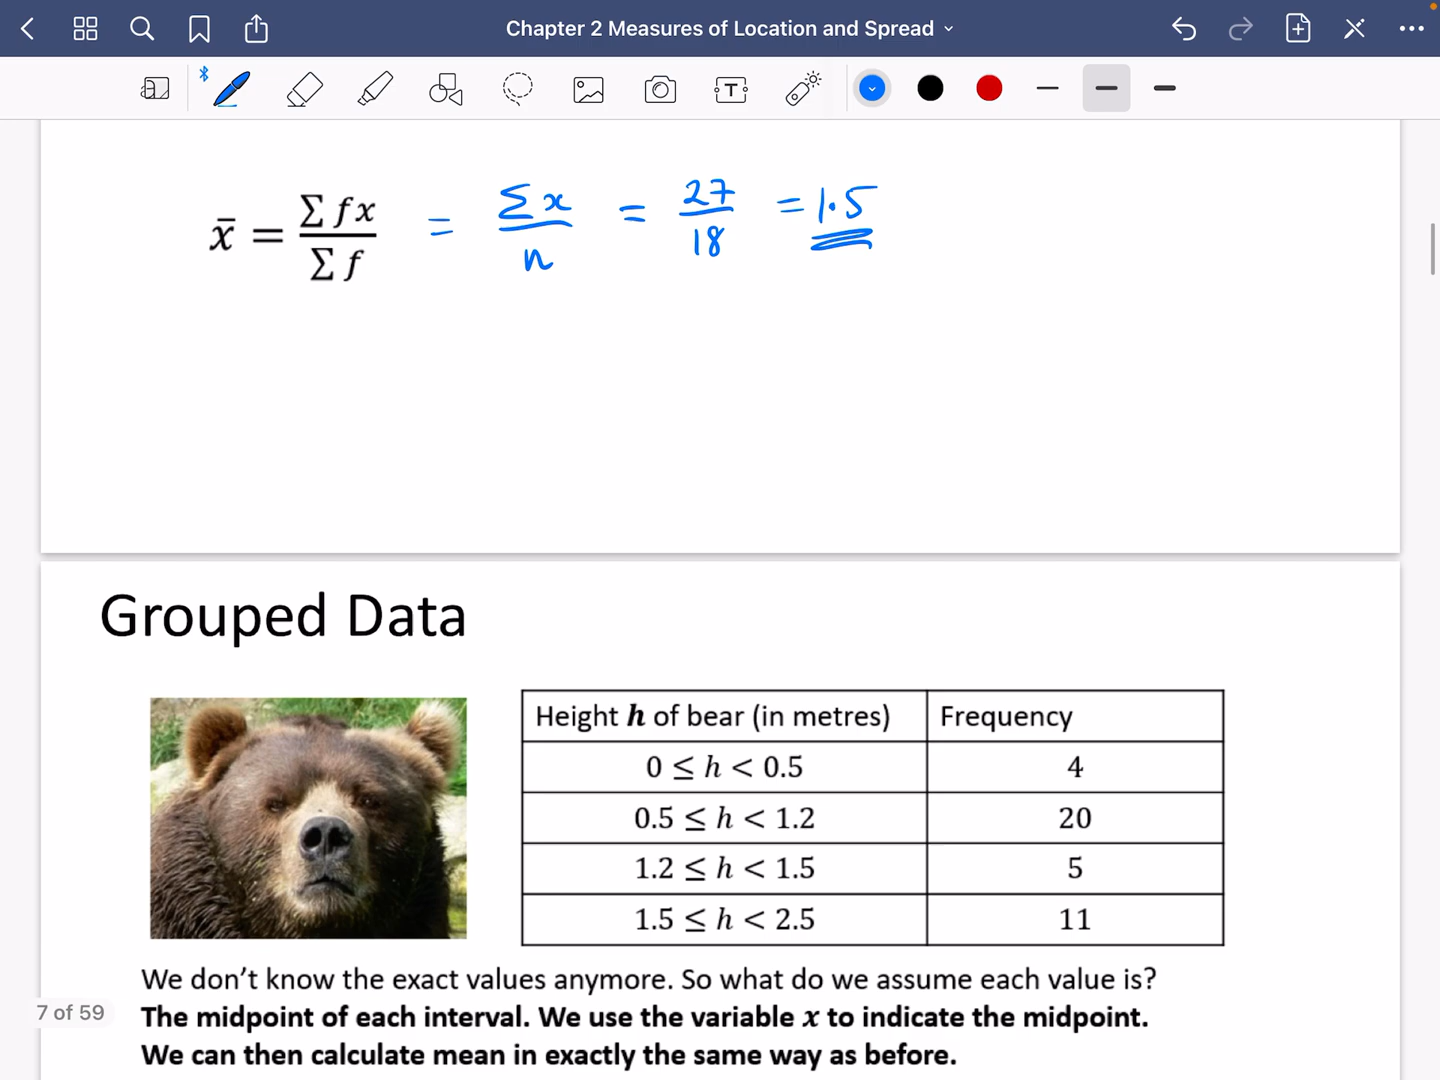 Chapter 2 Measures of Location and Spread
x̄ = ∑ fx / ∑ f = Σx / n = 27 / 18 = 1.5
Grouped Data
Height h of bear (in metres) Frequency
0 ≤ h < 0.5 4
0.5 ≤ h < 1.2 20
1.2 ≤ h < 1.5 5
1.5 ≤ h < 2.5 11
We don't know the exact values anymore. So what do we assume each value is?
7 of 59
The midpoint of each interval. We use the variable x to indicate the midpoint.
We can then calculate mean in exactly the same way as before.